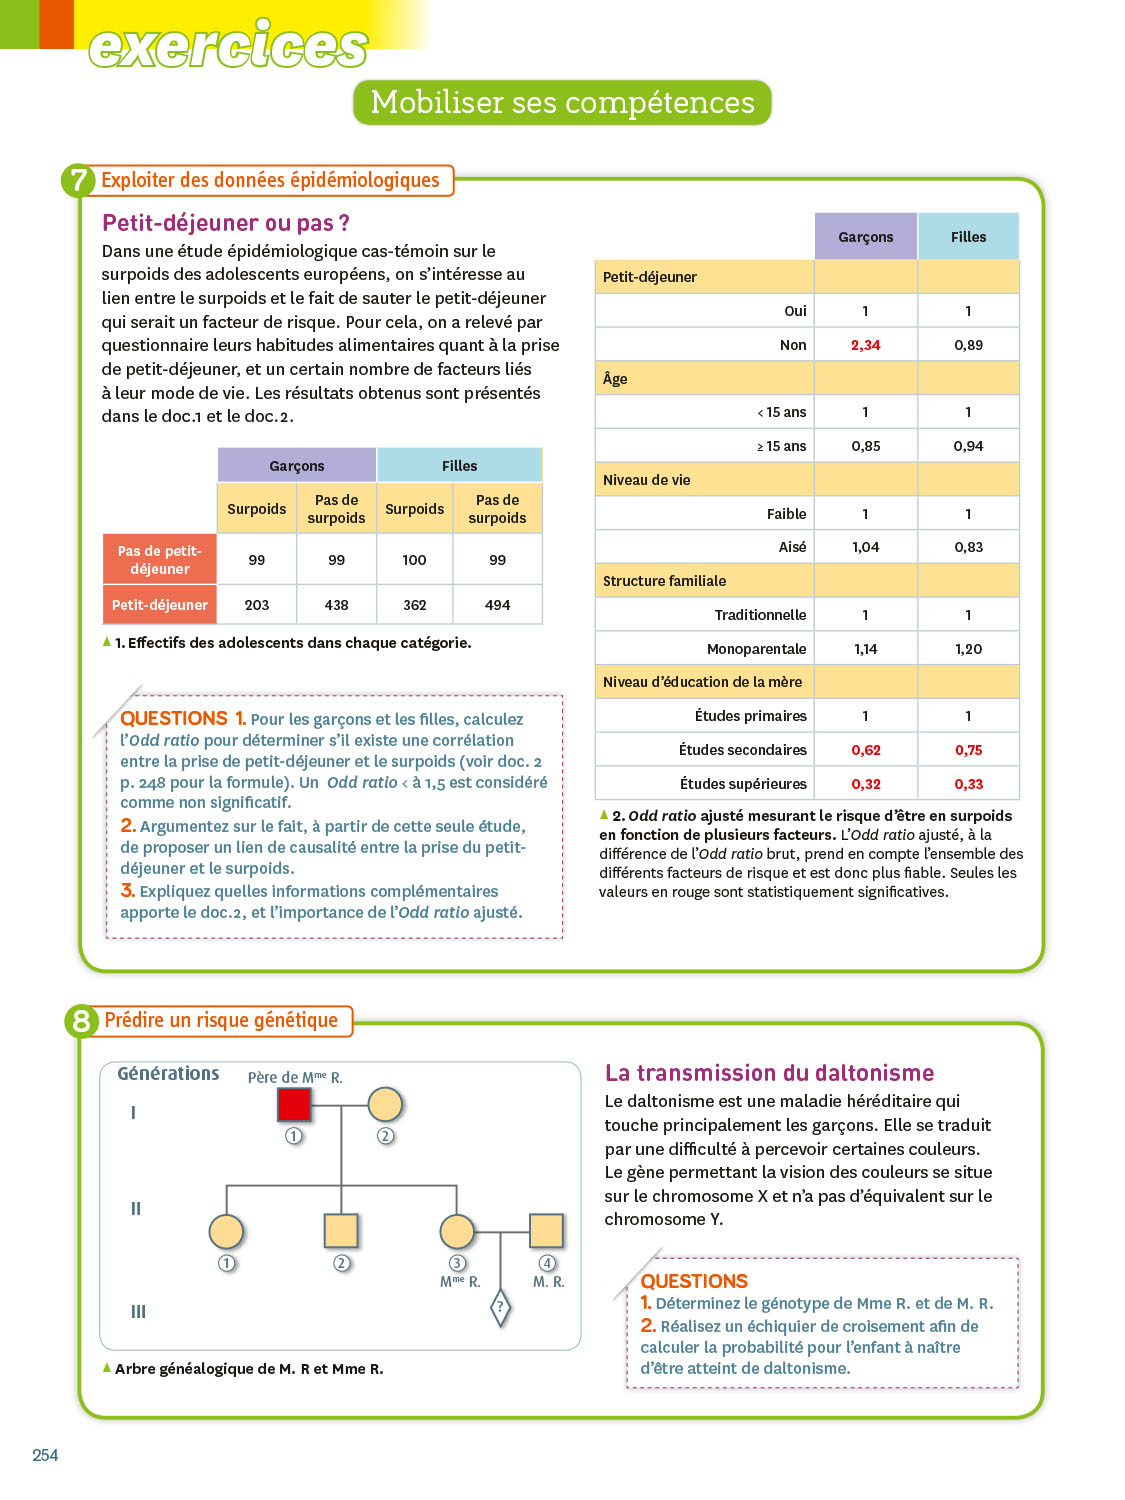 exercices
Mobiliser ses compétences
7 Exploiter des données épidémiologiques
Petit-déjeuner ou pas ?
Dans une étude épidémiologique cas-témoin sur le
surpoids des adolescents européens, on s'intéresse au
lien entre le surpoids et le fait de sauter le petit-déjeuner
qui serait un facteur de risque. Pour cela, on a relevé par
questionnaire leurs habitudes alimentaires quant à la prise
de petit-déjeuner, et un certain nombre de facteurs liés
à leur mode de vie. Les résultats obtenus sont présentés
dans le doc.1 et le doc.2.
Garçons Filles
Surpoids Pas de surpoids Surpoids Pas de surpoids
Pas de petit-déjeuner 99 99 100 99
Petit-déjeuner 203 438 362 494
1. Effectifs des adolescents dans chaque catégorie.
QUESTIONS 1. Pour les garçons et les filles, calculez
l'Odd ratio pour déterminer s'il existe une corrélation
entre la prise de petit-déjeuner et le surpoids (voir doc. 2
p. 248 pour la formule). Un Odd ratio < à 1,5 est considéré
comme non significatif.
2. Argumentez sur le fait, à partir de cette seule étude,
de proposer un lien de causalité entre la prise du petit-
déjeuner et le surpoids.
3. Expliquez quelles informations complémentaires
apporte le doc.2, et l'importance de l'Odd ratio ajusté.
Garçons Filles
Petit-déjeuner
Oui 1 1
Non 2,34 0,89
Âge
< 15 ans 1 1
≥ 15 ans 0,85 0,94
Niveau de vie
Faible 1 1
Aisé 1,04 0,83
Structure familiale
Traditionnelle 1 1
Monoparentale 1,14 1,20
Niveau d'éducation de la mère
Études primaires 1 1
Études secondaires 0,62 0,75
Études supérieures 0,32 0,33
2. Odd ratio ajusté mesurant le risque d'être en surpoids
en fonction de plusieurs facteurs. L'Odd ratio ajusté, à la
différence de l'Odd ratio brut, prend en compte l'ensemble des
différents facteurs de risque et est donc plus fiable. Seules les
valeurs en rouge sont statistiquement significatives.
8 Prédire un risque génétique
Générations Père de Mme R.
I
1 2
II
1 2 3 4
Mme R. M. R.
?
III
Arbre généalogique de M. R et Mme R.
La transmission du daltonisme
Le daltonisme est une maladie héréditaire qui
touche principalement les garçons. Elle se traduit
par une difficulté à percevoir certaines couleurs.
Le gène permettant la vision des couleurs se situe
sur le chromosome X et n'a pas d'équivalent sur le
chromosome Y.
QUESTIONS
1. Déterminez le génotype de Mme R. et de M. R.
2. Réalisez un échiquier de croisement afin de
calculer la probabilité pour l'enfant à naître
d'être atteint de daltonisme.
254